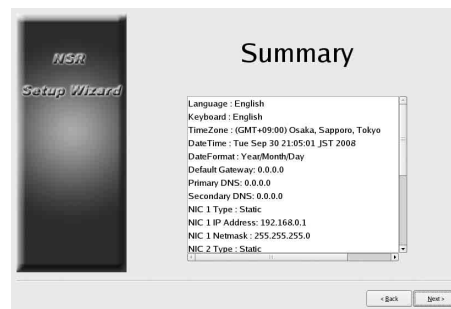 NSR
Setup Wizard
Summary
Language : English
Keyboard : English
TimeZone : (GMT+09:00) Osaka, Sapporo, Tokyo
DateTime : Tue Sep 30 21:05:01 JST 2008
DateFormat : Year/Month/Day
Default Gateway: 0.0.0.0
Primary DNS: 0.0.0.0
Secondary DNS: 0.0.0.0
NIC 1 Type : Static
NIC 1 IP Address: 192.168.0.1
NIC 1 Netmask : 255.255.255.0
NIC 2 Type : Static
< Back
Next >